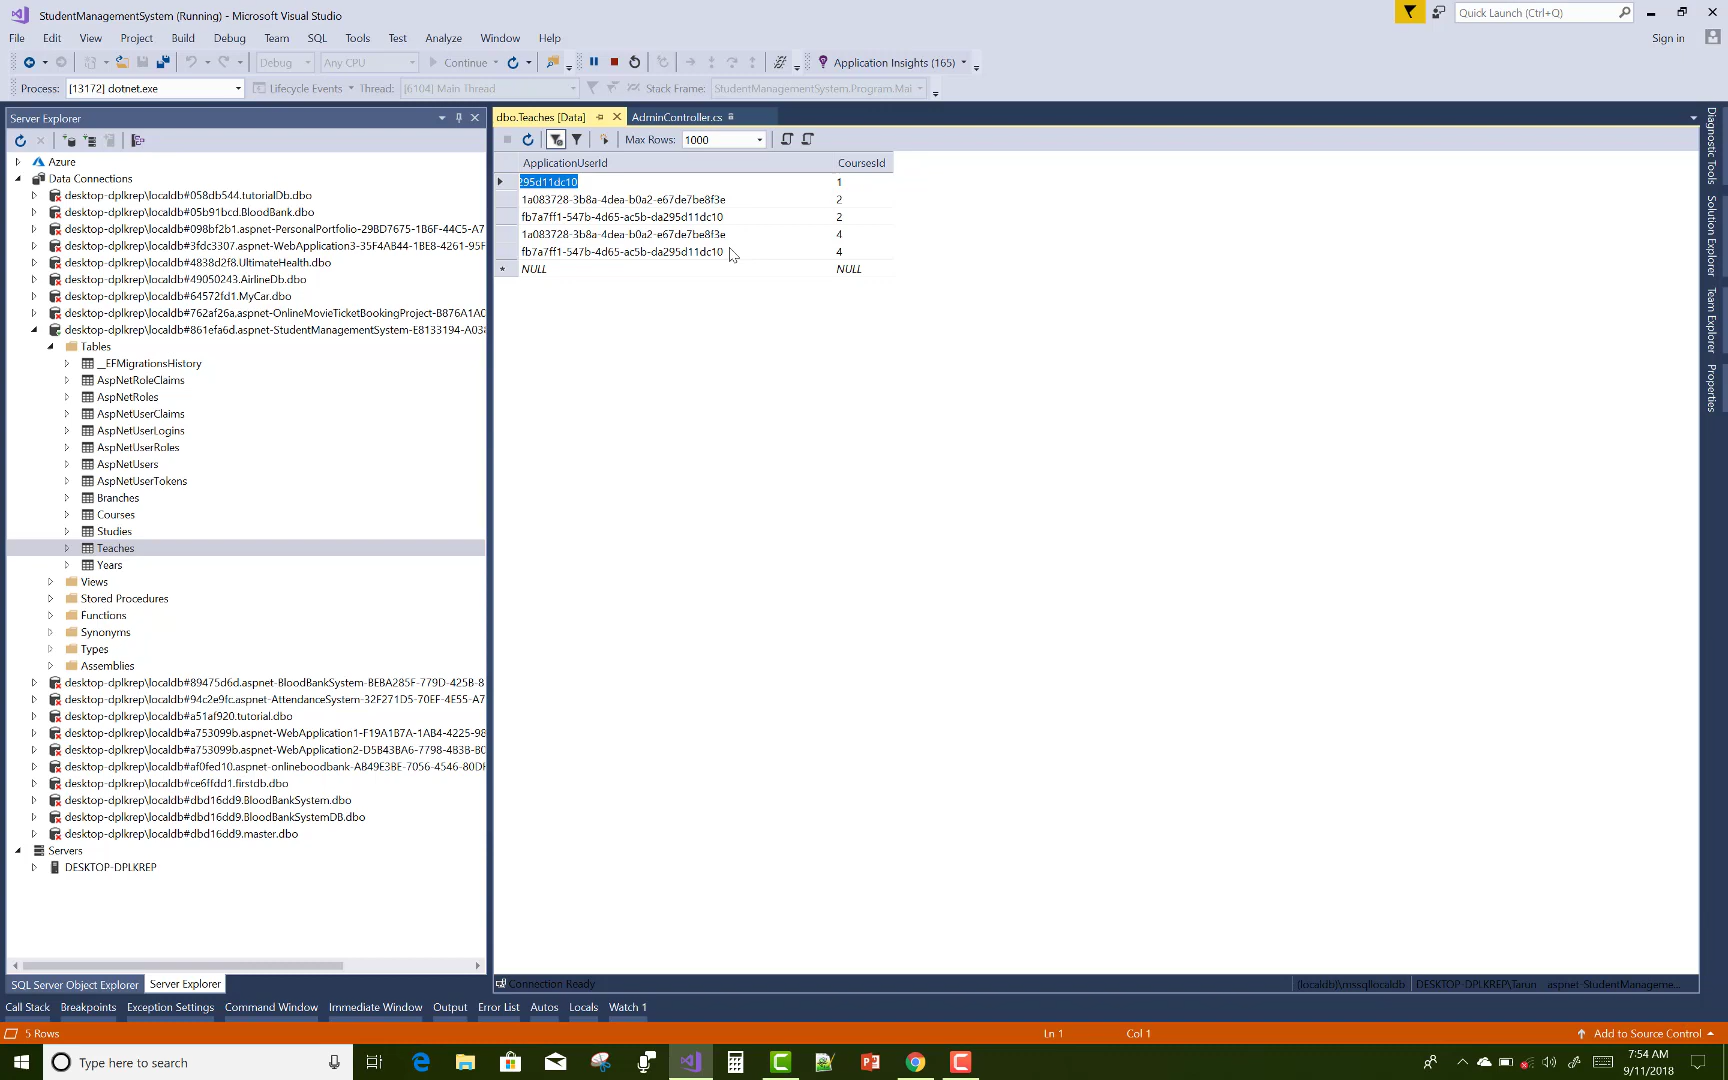 StudentManagementSystem (Running) - Microsoft Visual Studio
Quick Launch (Ctrl+Q)
File Edit View Project Build Debug Team SQL Tools Test Analyze Window Help
Sign in
Debug Any CPU Continue Application Insights (165)
Process: [13172] dotnet.exe Lifecycle Events Thread: [6104] Main Thread Stack Frame: StudentManagementSystem.Program.Mai
Server Explorer
dbo.Teaches [Data] AdminController.cs
Max Rows: 1000
ApplicationUserId CoursesId
295d11dc10 1
1a083728-3b8a-4dea-b0a2-e67de7be8f3e 2
fb7a7ff1-547b-4d65-ac5b-da295d11dc10 2
1a083728-3b8a-4dea-b0a2-e67de7be8f3e 4
fb7a7ff1-547b-4d65-ac5b-da295d11dc10 4
NULL NULL
Azure
Data Connections
desktop-dplkrep\localdb#058db544.tutorialDb.dbo
desktop-dplkrep\localdb#05b91bcd.BloodBank.dbo
desktop-dplkrep\localdb#098bf2b1.aspnet-PersonalPortfolio-29BD7675-1B6F-44C5-A7
desktop-dplkrep\localdb#3fdc3307.aspnet-WebApplication3-35F4AB44-1BE8-4261-95F
desktop-dplkrep\localdb#4838d2f8.UltimateHealth.dbo
desktop-dplkrep\localdb#49050243.AirlineDb.dbo
desktop-dplkrep\localdb#64572fd1.MyCar.dbo
desktop-dplkrep\localdb#762af26a.aspnet-OnlineMovieTicketBookingProject-B876A1A0
desktop-dplkrep\localdb#861efa6d.aspnet-StudentManagementSystem-E8133194-A038
Tables
__EFMigrationsHistory
AspNetRoleClaims
AspNetRoles
AspNetUserClaims
AspNetUserLogins
AspNetUserRoles
AspNetUsers
AspNetUserTokens
Branches
Courses
Studies
Teaches
Years
Views
Stored Procedures
Functions
Synonyms
Types
Assemblies
desktop-dplkrep\localdb#89475d6d.aspnet-BloodBankSystem-BEBA285F-779D-425B-8
desktop-dplkrep\localdb#94c2e9fc.aspnet-AttendanceSystem-32F271D5-70EF-4E55-A7
desktop-dplkrep\localdb#a51af920.tutorial.dbo
desktop-dplkrep\localdb#a753099b.aspnet-WebApplication1-F19A1B7A-1AB4-4225-98
desktop-dplkrep\localdb#a753099b.aspnet-WebApplication2-D5B43BA6-7798-4B3B-B0
desktop-dplkrep\localdb#af0fed10.aspnet-onlineboodbank-AB49E3BE-7056-4546-80DF
desktop-dplkrep\localdb#ce6ffdd1.firstdb.dbo
desktop-dplkrep\localdb#dbd16dd9.BloodBankSystem.dbo
desktop-dplkrep\localdb#dbd16dd9.BloodBankSystemDB.dbo
desktop-dplkrep\localdb#dbd16dd9.master.dbo
Servers
DESKTOP-DPLKREP
Diagnostic Tools
Solution Explorer
Team Explorer
Properties
SQL Server Object Explorer Server Explorer
Connection Ready (localdb)\mssqllocaldb DESKTOP-DPLKREP\Tarun aspnet-StudentManageme...
Call Stack Breakpoints Exception Settings Command Window Immediate Window Output Error List Autos Locals Watch 1
5 Rows Ln 1 Col 1 Add to Source Control
Type here to search
7:54 AM
9/11/2018